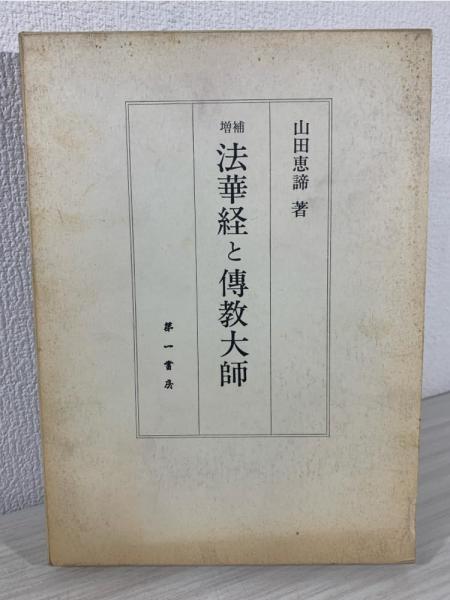 山田恵諦 著
増補
法華経と傳教大師
第一書房